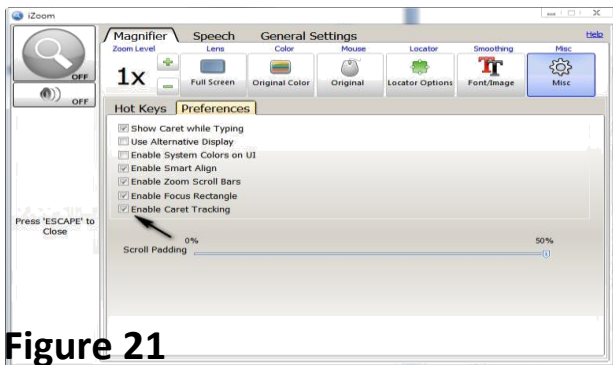 iZoom
Magnifier Speech General Settings Help
Zoom Level Lens Color Mouse Locator Smoothing Misc
OFF 1x Full Screen Original Color Original Locator Options Font/Image Misc
OFF
Hot Keys Preferences
Show Caret while Typing
Use Alternative Display
Enable System Colors on UI
Enable Smart Align
Enable Zoom Scroll Bars
Enable Focus Rectangle
Enable Caret Tracking
Press 'ESCAPE' to
Close
0% 50%
Scroll Padding
Figure 21